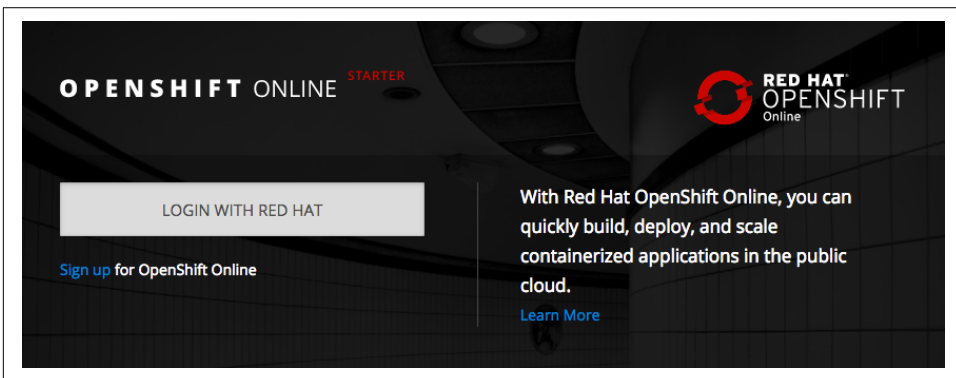 OPENSHIFT ONLINE STARTER
RED HAT
OPENSHIFT
Online
LOGIN WITH RED HAT
Sign up for OpenShift Online
With Red Hat OpenShift Online, you can
quickly build, deploy, and scale
containerized applications in the public
cloud.
Learn More